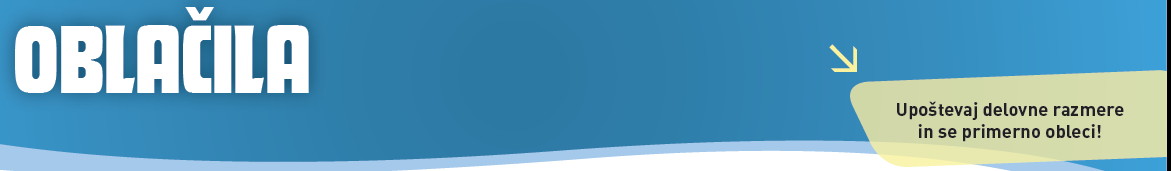 OBLAČILA
Upoštevaj delovne razmere
in se primerno obleci!